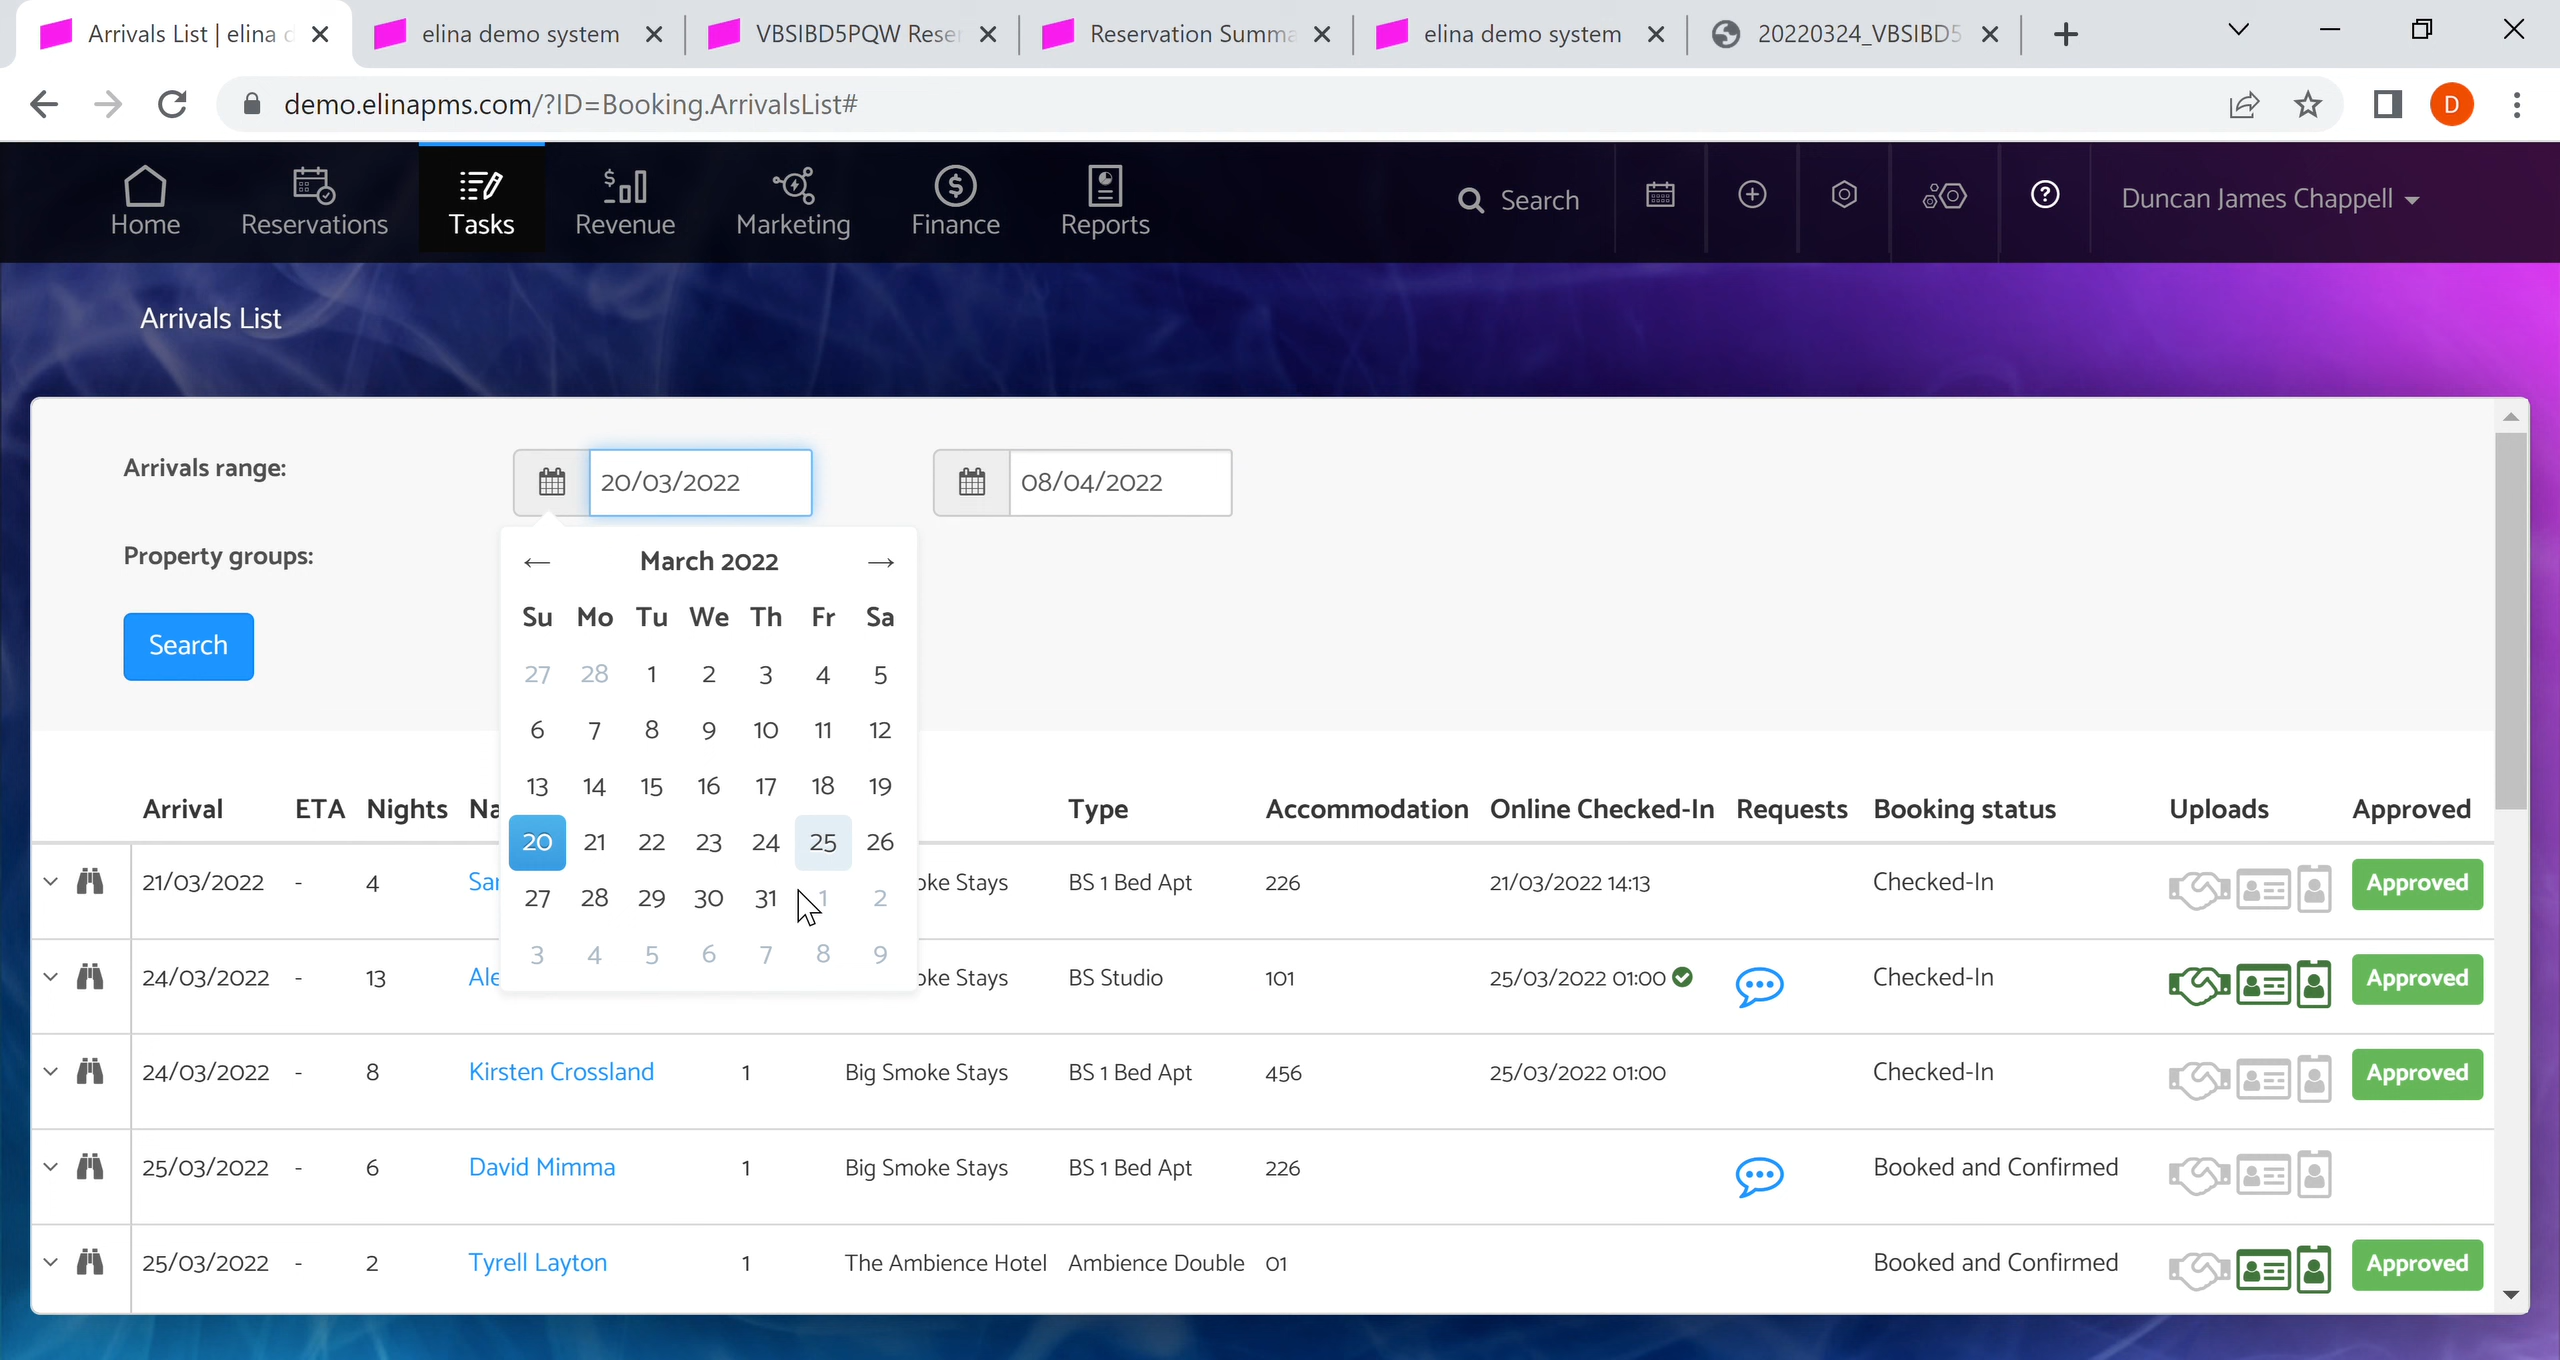 Arrivals List | elina
elina demo system
VBSIBD5PQW Rese
Reservation Summa
elina demo system
20220324_VBSIBD5
demo.elinapms.com/?ID=Booking.ArrivalsList#
D
Home
Reservations
Tasks
Revenue
Marketing
Finance
Reports
Search
Duncan James Chappell
Arrivals List
Arrivals range:
20/03/2022
08/04/2022
Property groups:
Search
March 2022
Su Mo Tu We Th Fr Sa
27 28 1 2 3 4 5
6 7 8 9 10 11 12
13 14 15 16 17 18 19
20 21 22 23 24 25 26
27 28 29 30 31 1 2
3 4 5 6 7 8 9
Arrival ETA Nights Na Type Accommodation Online Checked-In Requests Booking status Uploads Approved
21/03/2022 - 4 Sar oke Stays BS 1 Bed Apt 226 21/03/2022 14:13 Checked-In Approved
24/03/2022 - 13 Ale oke Stays BS Studio 101 25/03/2022 01:00 Checked-In Approved
24/03/2022 - 8 Kirsten Crossland 1 Big Smoke Stays BS 1 Bed Apt 456 25/03/2022 01:00 Checked-In Approved
25/03/2022 - 6 David Mimma 1 Big Smoke Stays BS 1 Bed Apt 226 Booked and Confirmed
25/03/2022 - 2 Tyrell Layton 1 The Ambience Hotel Ambience Double 01 Booked and Confirmed Approved